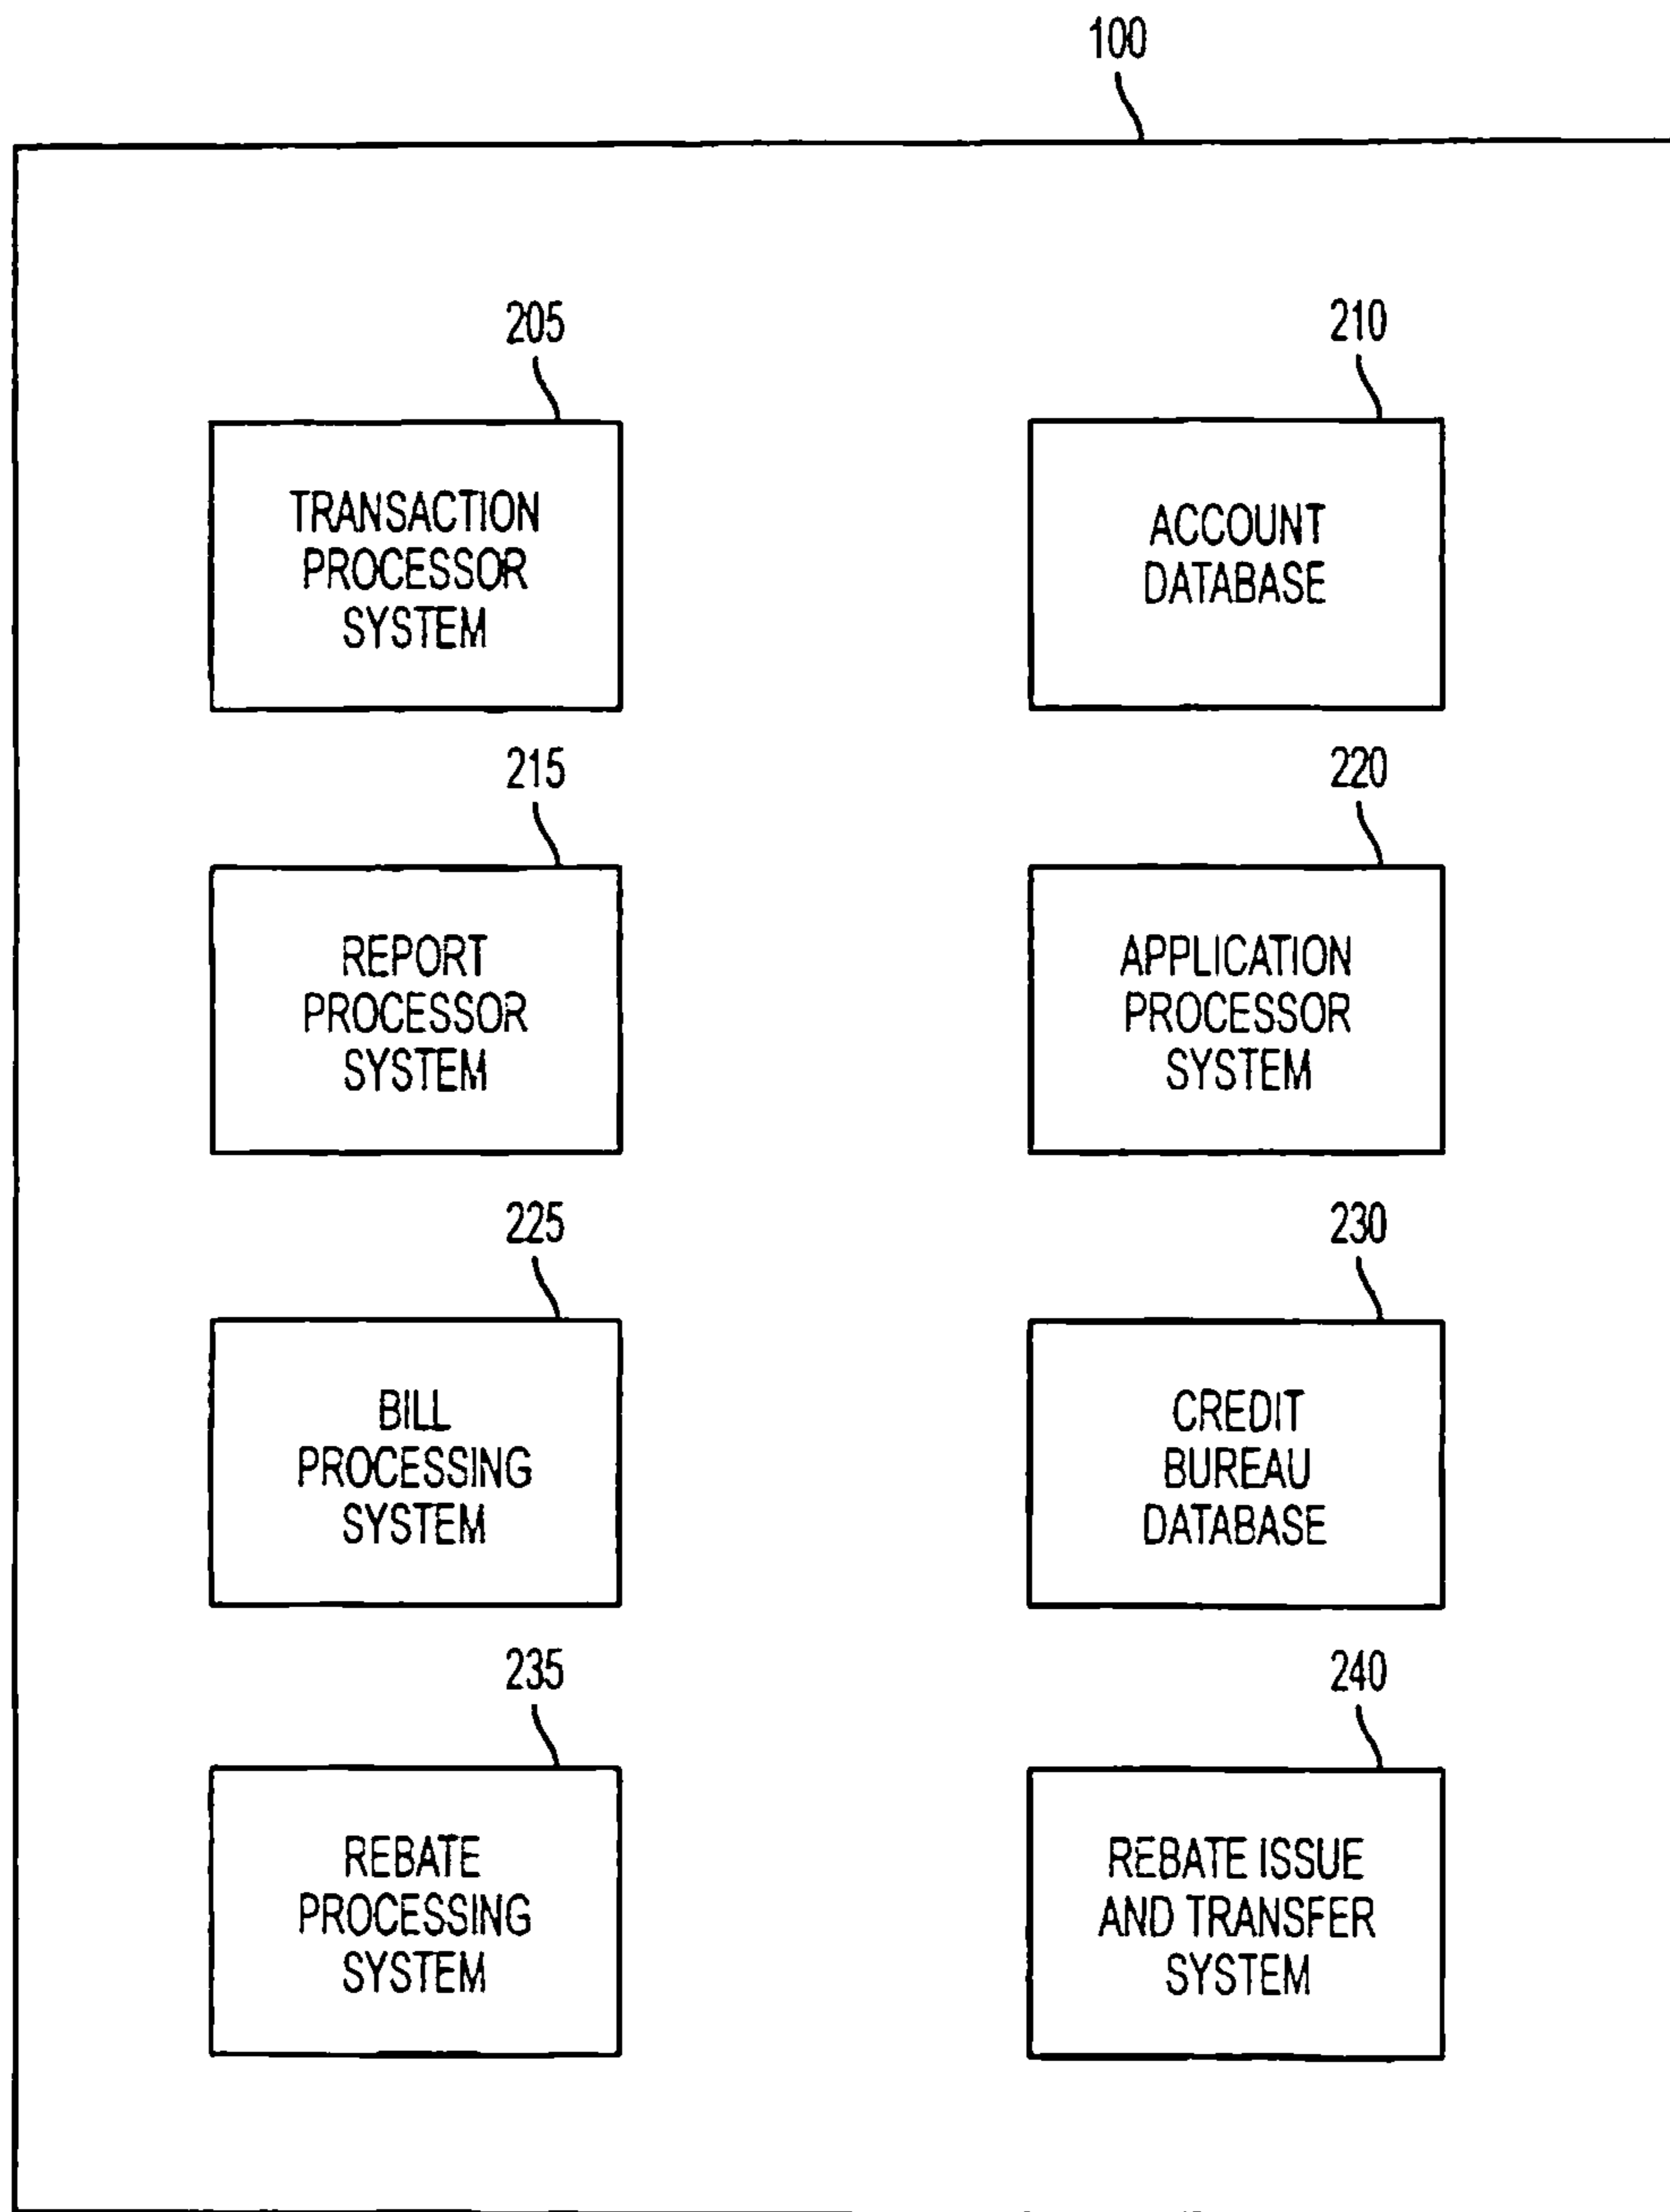 100
205
210
TRANSACTION
PROCESSOR
SYSTEM
ACCOUNT
DATABASE
215
220
REPORT
PROCESSOR
SYSTEM
APPLICATION
PROCESSOR
SYSTEM
225
230
BILL
PROCESSING
SYSTEM
CREDIT
BUREAU
DATABASE
235
240
REBATE
PROCESSING
SYSTEM
REBATE ISSUE
AND TRANSFER
SYSTEM